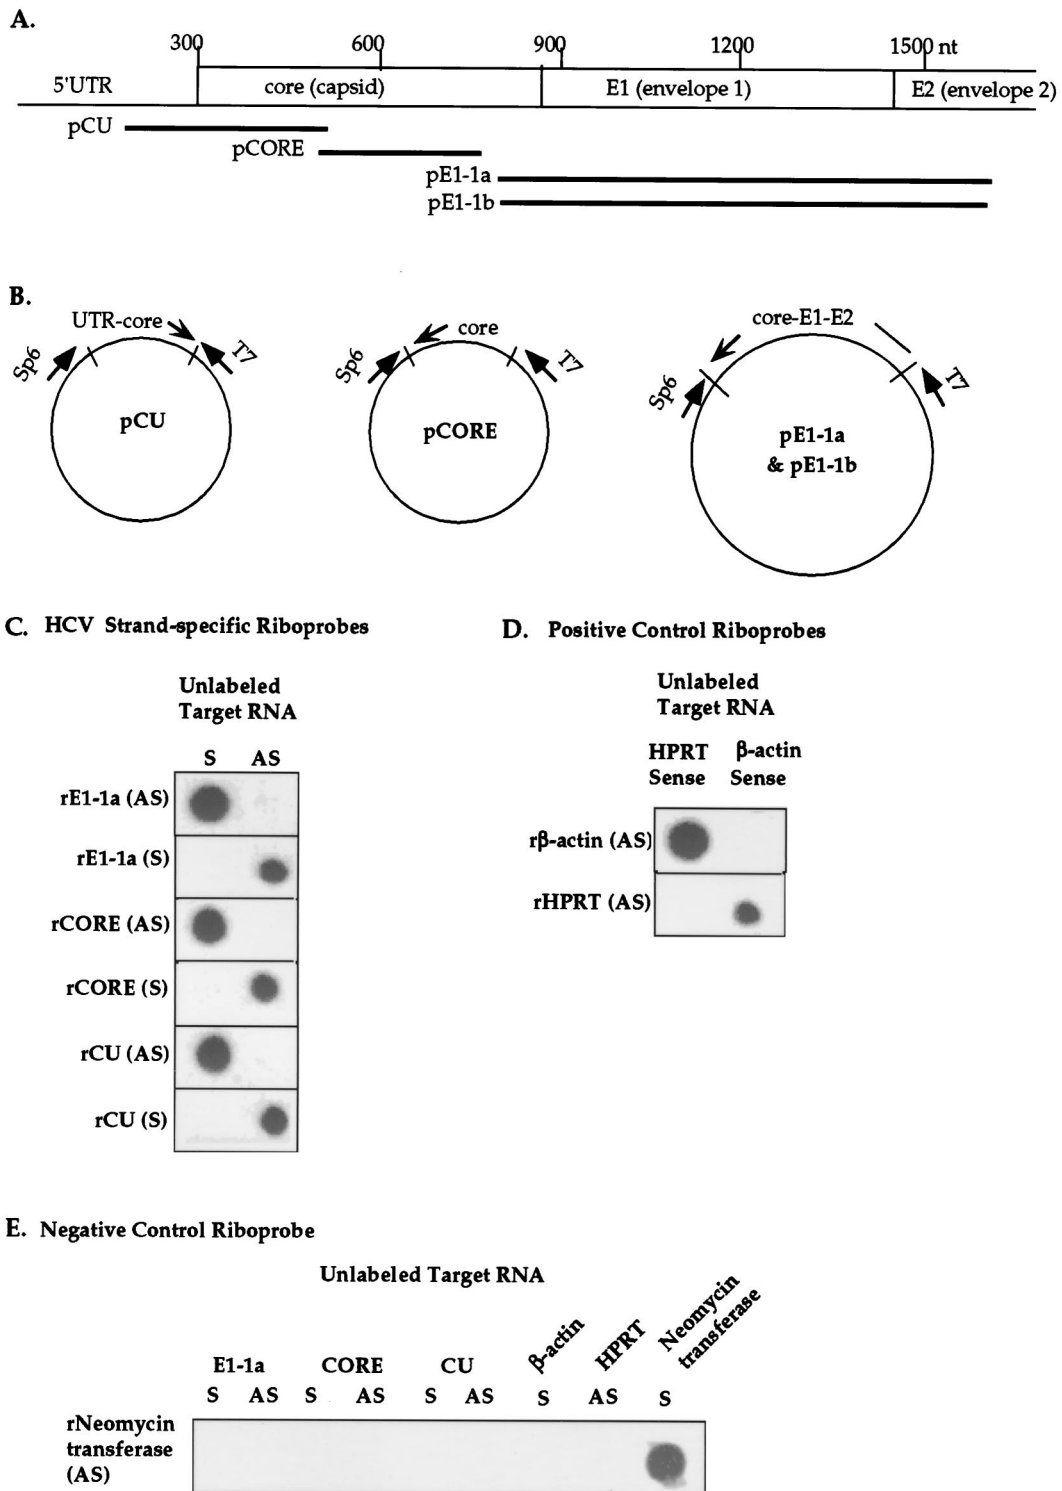 A.
300 600 900 1200 1500 nt
5'UTR core (capsid) E1 (envelope 1) E2 (envelope 2)
pCU
pCORE
pE1-1a
pE1-1b
B.
UTR-core
Sp6 T7
pCU
core
Sp6 T7
pCORE
core-E1-E2
Sp6 T7
pE1-1a
& pE1-1b
C. HCV Strand-specific Riboprobes
Unlabeled
Target RNA
S AS
rE1-1a (AS)
rE1-1a (S)
rCORE (AS)
rCORE (S)
rCU (AS)
rCU (S)
D. Positive Control Riboprobes
Unlabeled
Target RNA
HPRT β-actin
Sense Sense
rβ-actin (AS)
rHPRT (AS)
E. Negative Control Riboprobe
Unlabeled Target RNA
E1-1a CORE CU β-actin HPRT Neomycin
transferase
S AS S AS S AS S AS S
rNeomycin
transferase
(AS)